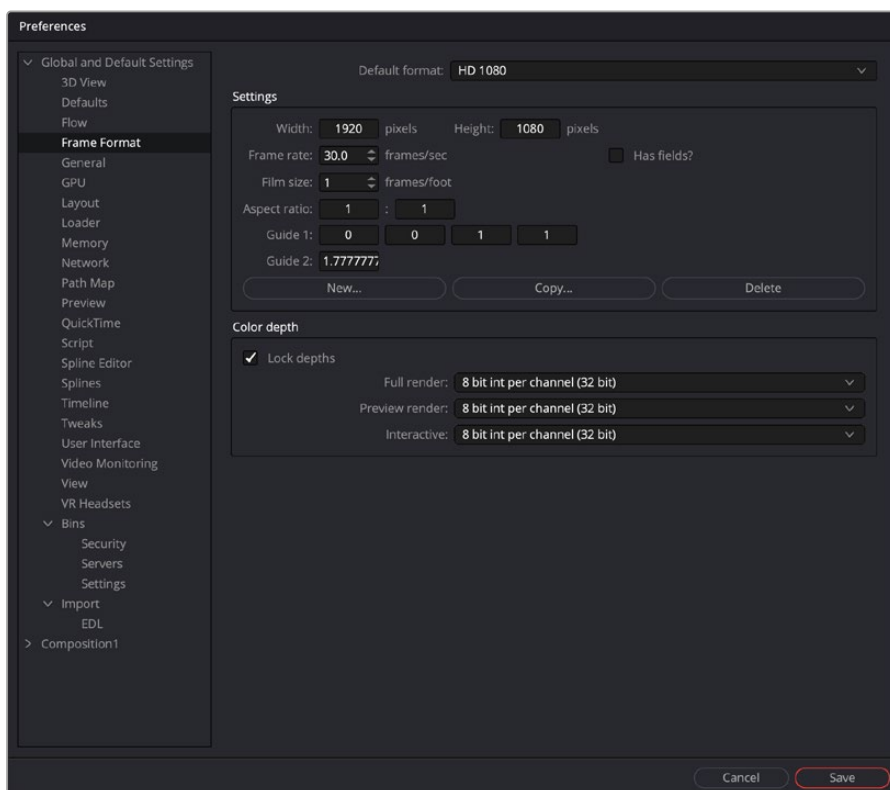 Preferences
Global and Default Settings
3D View
Defaults
Flow
Frame Format
General
GPU
Layout
Loader
Memory
Network
Path Map
Preview
QuickTime
Script
Spline Editor
Splines
Timeline
Tweaks
User Interface
Video Monitoring
View
VR Headsets
Bins
Security
Servers
Settings
Import
EDL
Composition1
Default format: HD 1080
Settings
Width: 1920 pixels Height: 1080 pixels
Frame rate: 30.0 frames/sec Has fields?
Film size: 1 frames/foot
Aspect ratio: 1 : 1
Guide 1: 0 0 1 1
Guide 2: 1.7777777
New... Copy... Delete
Color depth
Lock depths
Full render: 8 bit int per channel (32 bit)
Preview render: 8 bit int per channel (32 bit)
Interactive: 8 bit int per channel (32 bit)
Cancel Save